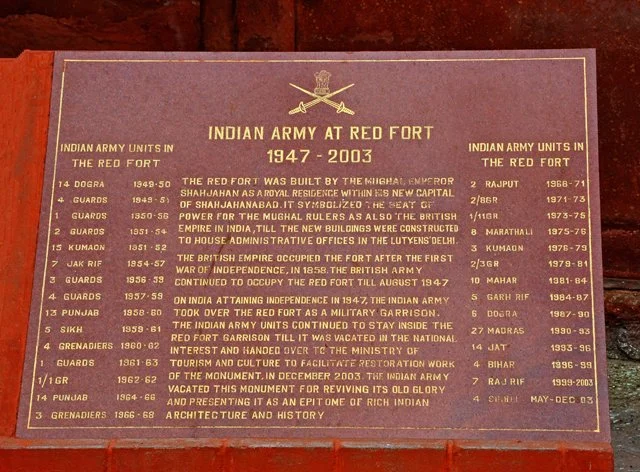 INDIAN ARMY AT RED FORT
1947 - 2003
INDIAN ARMY UNITS IN
THE RED FORT
14 DOGRA 1949-50
4 GUARDS 1949-51
1 GUARDS 1950-56
2 GUARDS 1951-54
15 KUMAON 1951-52
7 JAK RIF 1954-57
3 GUARDS 1956-59
4 GUARDS 1957-59
13 PUNJAB 1958-60
5 SIKH 1959-61
4 GRENADIERS 1960-62
1 GUARDS 1961-63
1/1 GR 1962-62
14 PUNJAB 1964-66
3 GRENADIERS 1966-68
THE RED FORT WAS BUILT BY THE MUGHAL EMPEROR
SHAHJAHAN AS A ROYAL RESIDENCE WITHIN HIS NEW CAPITAL
OF SHAHJAHANABAD. IT SYMBOLIZED THE SEAT OF
POWER FOR THE MUGHAL RULERS AS ALSO THE BRITISH
EMPIRE IN INDIA, TILL THE NEW BUILDINGS WERE CONSTRUCTED
TO HOUSE ADMINISTRATIVE OFFICES IN THE LUTYENS' DELHI.
THE BRITISH EMPIRE OCCUPIED THE FORT AFTER THE FIRST
WAR OF INDEPENDENCE, IN 1858. THE BRITISH ARMY
CONTINUED TO OCCUPY THE RED FORT TILL AUGUST 1947
ON INDIA ATTAINING INDEPENDENCE IN 1947, THE INDIAN ARMY
TOOK OVER THE RED FORT AS A MILITARY GARRISON.
THE INDIAN ARMY UNITS CONTINUED TO STAY INSIDE THE
RED FORT GARRISON TILL IT WAS VACATED IN THE NATIONAL
INTEREST AND HANDED OVER TO THE MINISTRY OF
TOURISM AND CULTURE TO FACILITATE RESTORATION WORK
OF THE MONUMENT, IN DECEMBER 2003. THE INDIAN ARMY
VACATED THIS MONUMENT FOR REVIVING ITS OLD GLORY
AND PRESENTING IT AS AN EPITOME OF RICH INDIAN
ARCHITECTURE AND HISTORY
INDIAN ARMY UNITS IN
THE RED FORT
2 RAJPUT 1968-71
2/8GR 1971-73
1/11GR 1973-75
8 MARATHALI 1975-76
3 KUMAON 1976-79
2/3GR 1979-81
10 MAHAR 1981-84
5 GARH RIF 1984-87
6 DOGRA 1987-90
27 MADRAS 1990-93
14 JAT 1993-96
4 BIHAR 1996-99
7 RAJ RIF 1999-2003
4 MAY-DEC 03